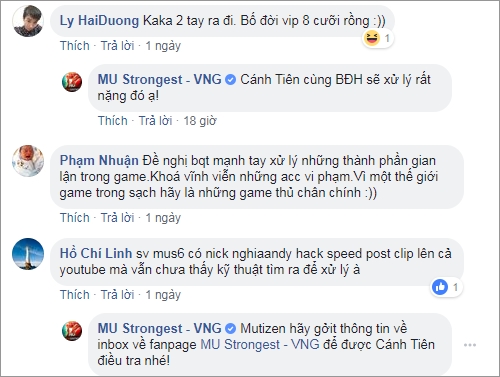 Ly HaiDuong Kaka 2 tay ra đi. Bố đời vip 8 cưỡi rồng :))
1
Thích · Trả lời · 1 ngày
MU Strongest - VNG Cánh Tiên cùng BĐH sẽ xử lý rất
nặng đó ạ!
Thích · Trả lời · 18 giờ
Phạm Nhuận Đề nghị bqt mạnh tay xử lý những thành phần gian
lận trong game.Khoá vĩnh viễn những acc vi phạm.Vì một thế giới
game trong sạch hãy là những game thủ chân chính :))
Thích · Trả lời · 1 ngày
Hồ Chí Linh sv mus6 có nick nghiaandy hack speed post clip lên cả
youtube mà vẫn chưa thấy kỹ thuật tìm ra để xử lý à
1
Thích · Trả lời · 1 ngày
MU Strongest - VNG Mutizen hãy gởit thông tin về
inbox về fanpage MU Strongest - VNG để được Cánh Tiên
điều tra nhé!